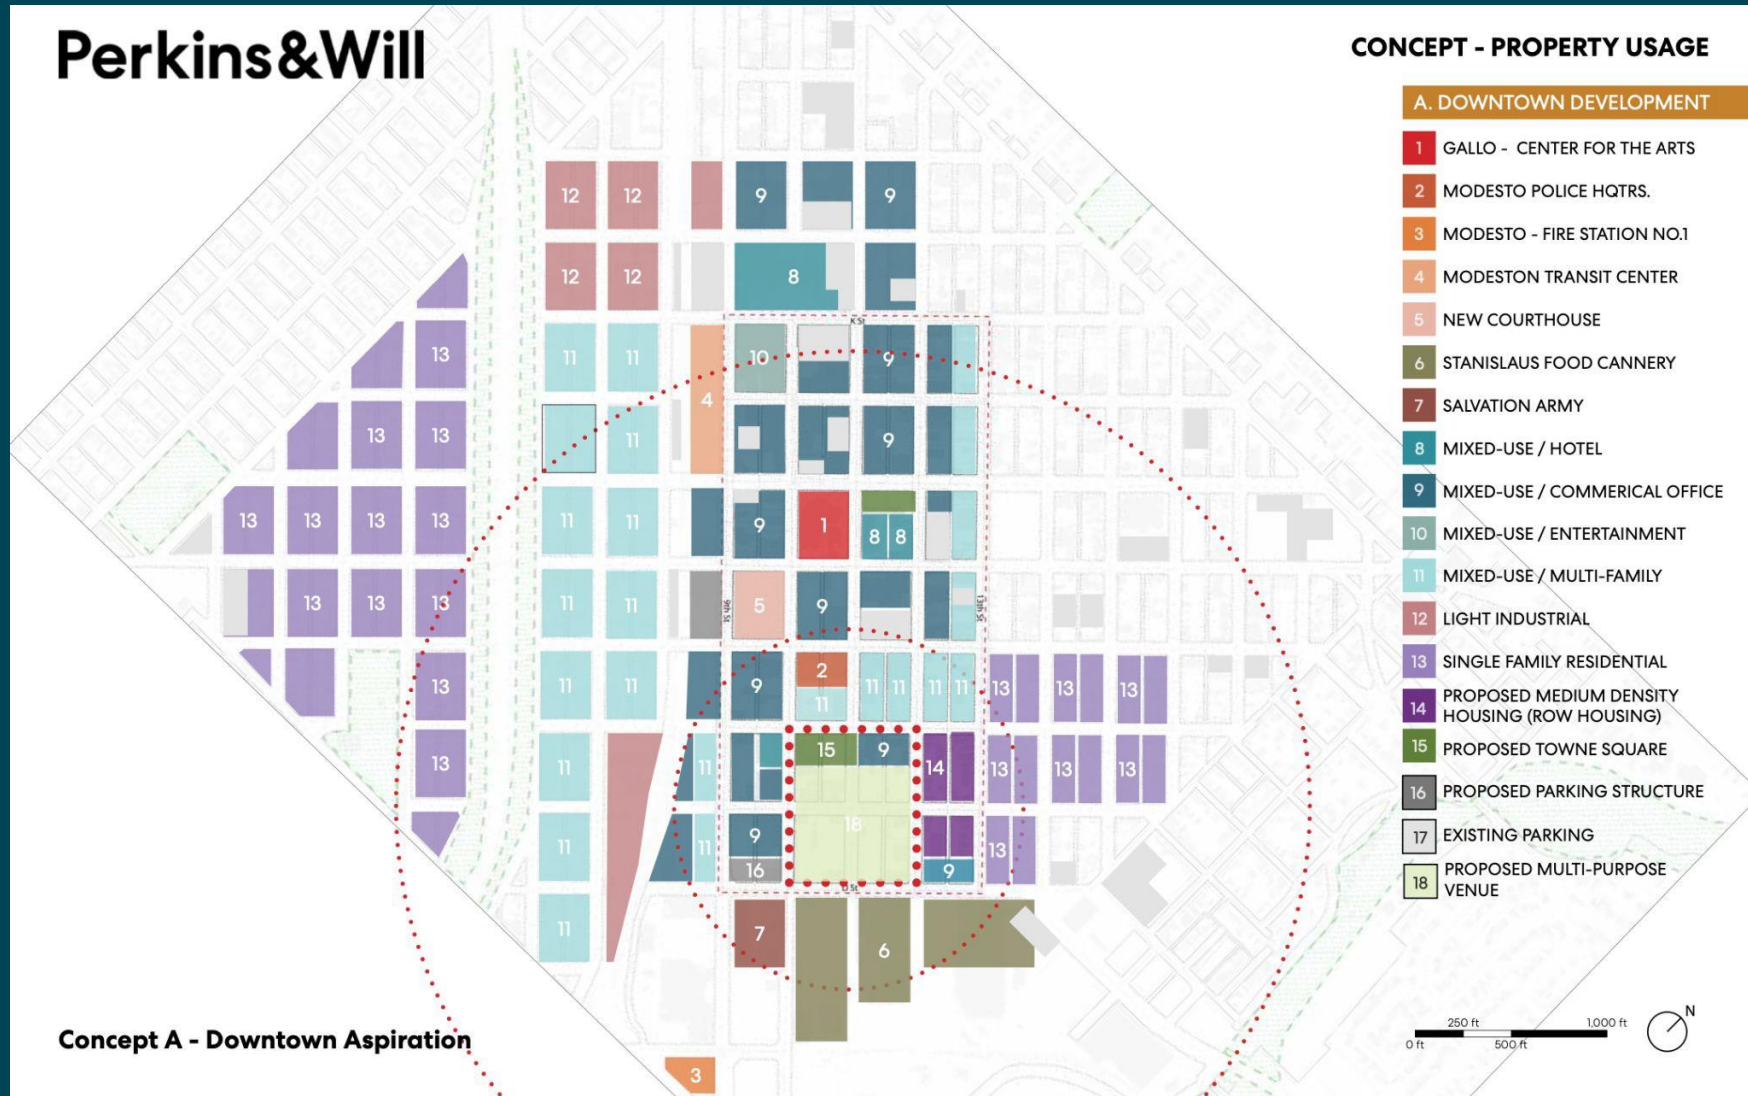 Perkins&Will
CONCEPT - PROPERTY USAGE
A. DOWNTOWN DEVELOPMENT
1 GALLO - CENTER FOR THE ARTS
2 MODESTO POLICE HQTRS.
3 MODESTO - FIRE STATION NO.1
4 MODESTON TRANSIT CENTER
5 NEW COURTHOUSE
6 STANISLAUS FOOD CANNERY
7 SALVATION ARMY
8 MIXED-USE / HOTEL
9 MIXED-USE / COMMERICAL OFFICE
10 MIXED-USE / ENTERTAINMENT
11 MIXED-USE / MULTI-FAMILY
12 LIGHT INDUSTRIAL
13 SINGLE FAMILY RESIDENTIAL
14 PROPOSED MEDIUM DENSITY
HOUSING (ROW HOUSING)
15 PROPOSED TOWNE SQUARE
16 PROPOSED PARKING STRUCTURE
17 EXISTING PARKING
18 PROPOSED MULTI-PURPOSE
VENUE
12 12 9 9
12 12 8
K St
13 11 11 10 9
4
13 13 11 9
13 13 13 13 11 11 9 1 8 8
13 13 13 11 11 5 9
9th St
13th St
13 11 11 9 2 11 11 11 11 11 13 13 13
13 11 11 15 9 14 13 13 13
11 11 9 18 13
16 9
D St
11 7 6
3
Concept A - Downtown Aspiration
250 ft 1,000 ft
0 ft 500 ft
N